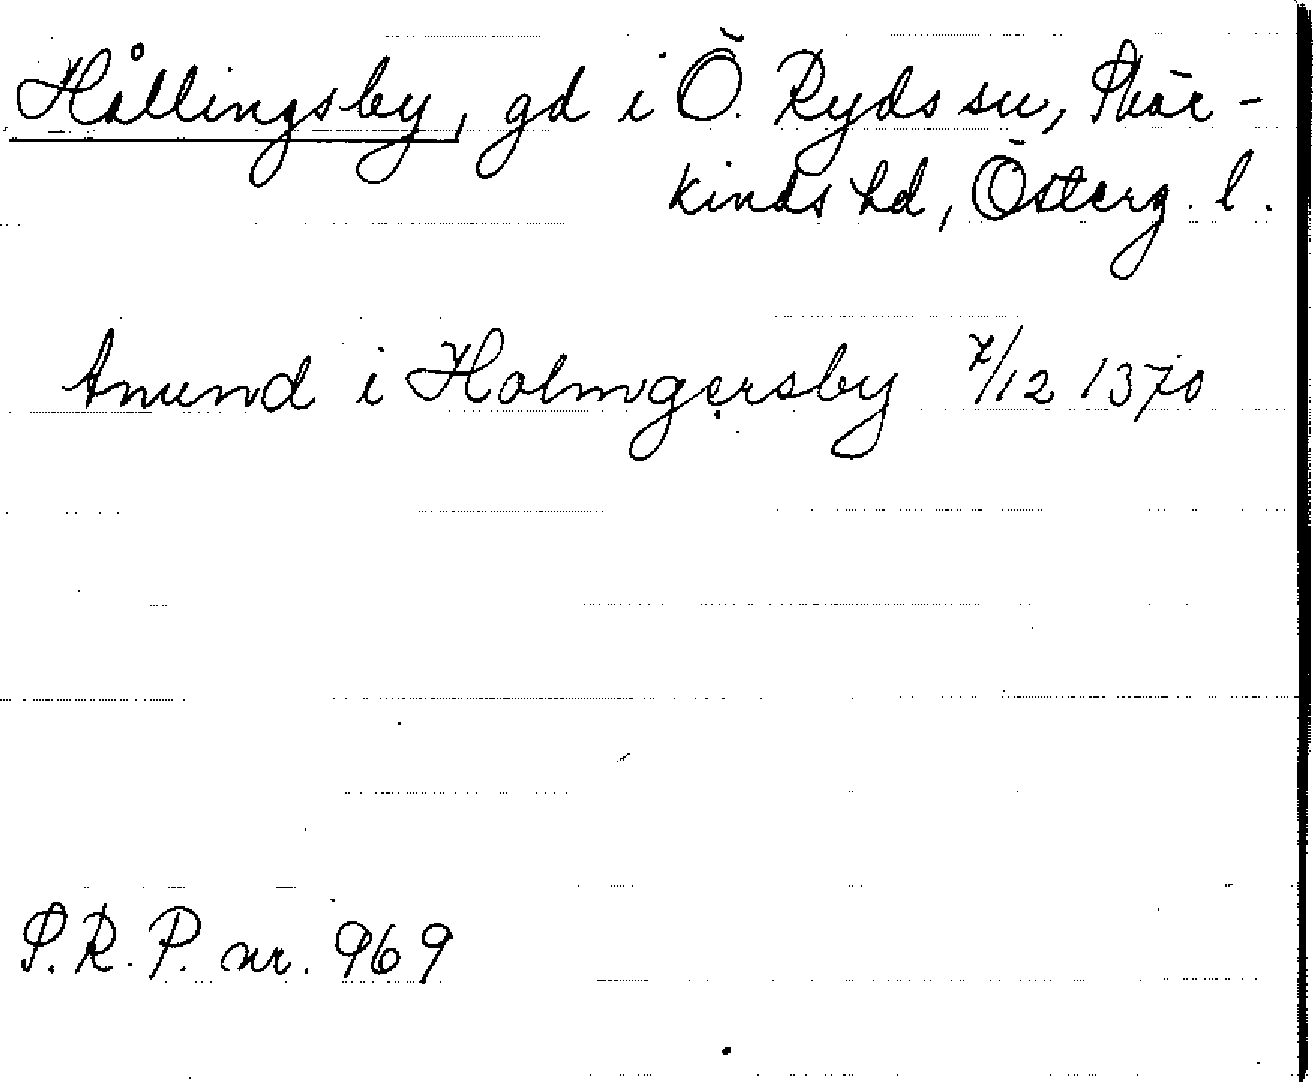 Hållingsby, gd i Ö. Ryds sn, Skär-
kinds hd, Österg. l.
Anund i Holmgersby 7/12 1370
S.R.P. nr. 969